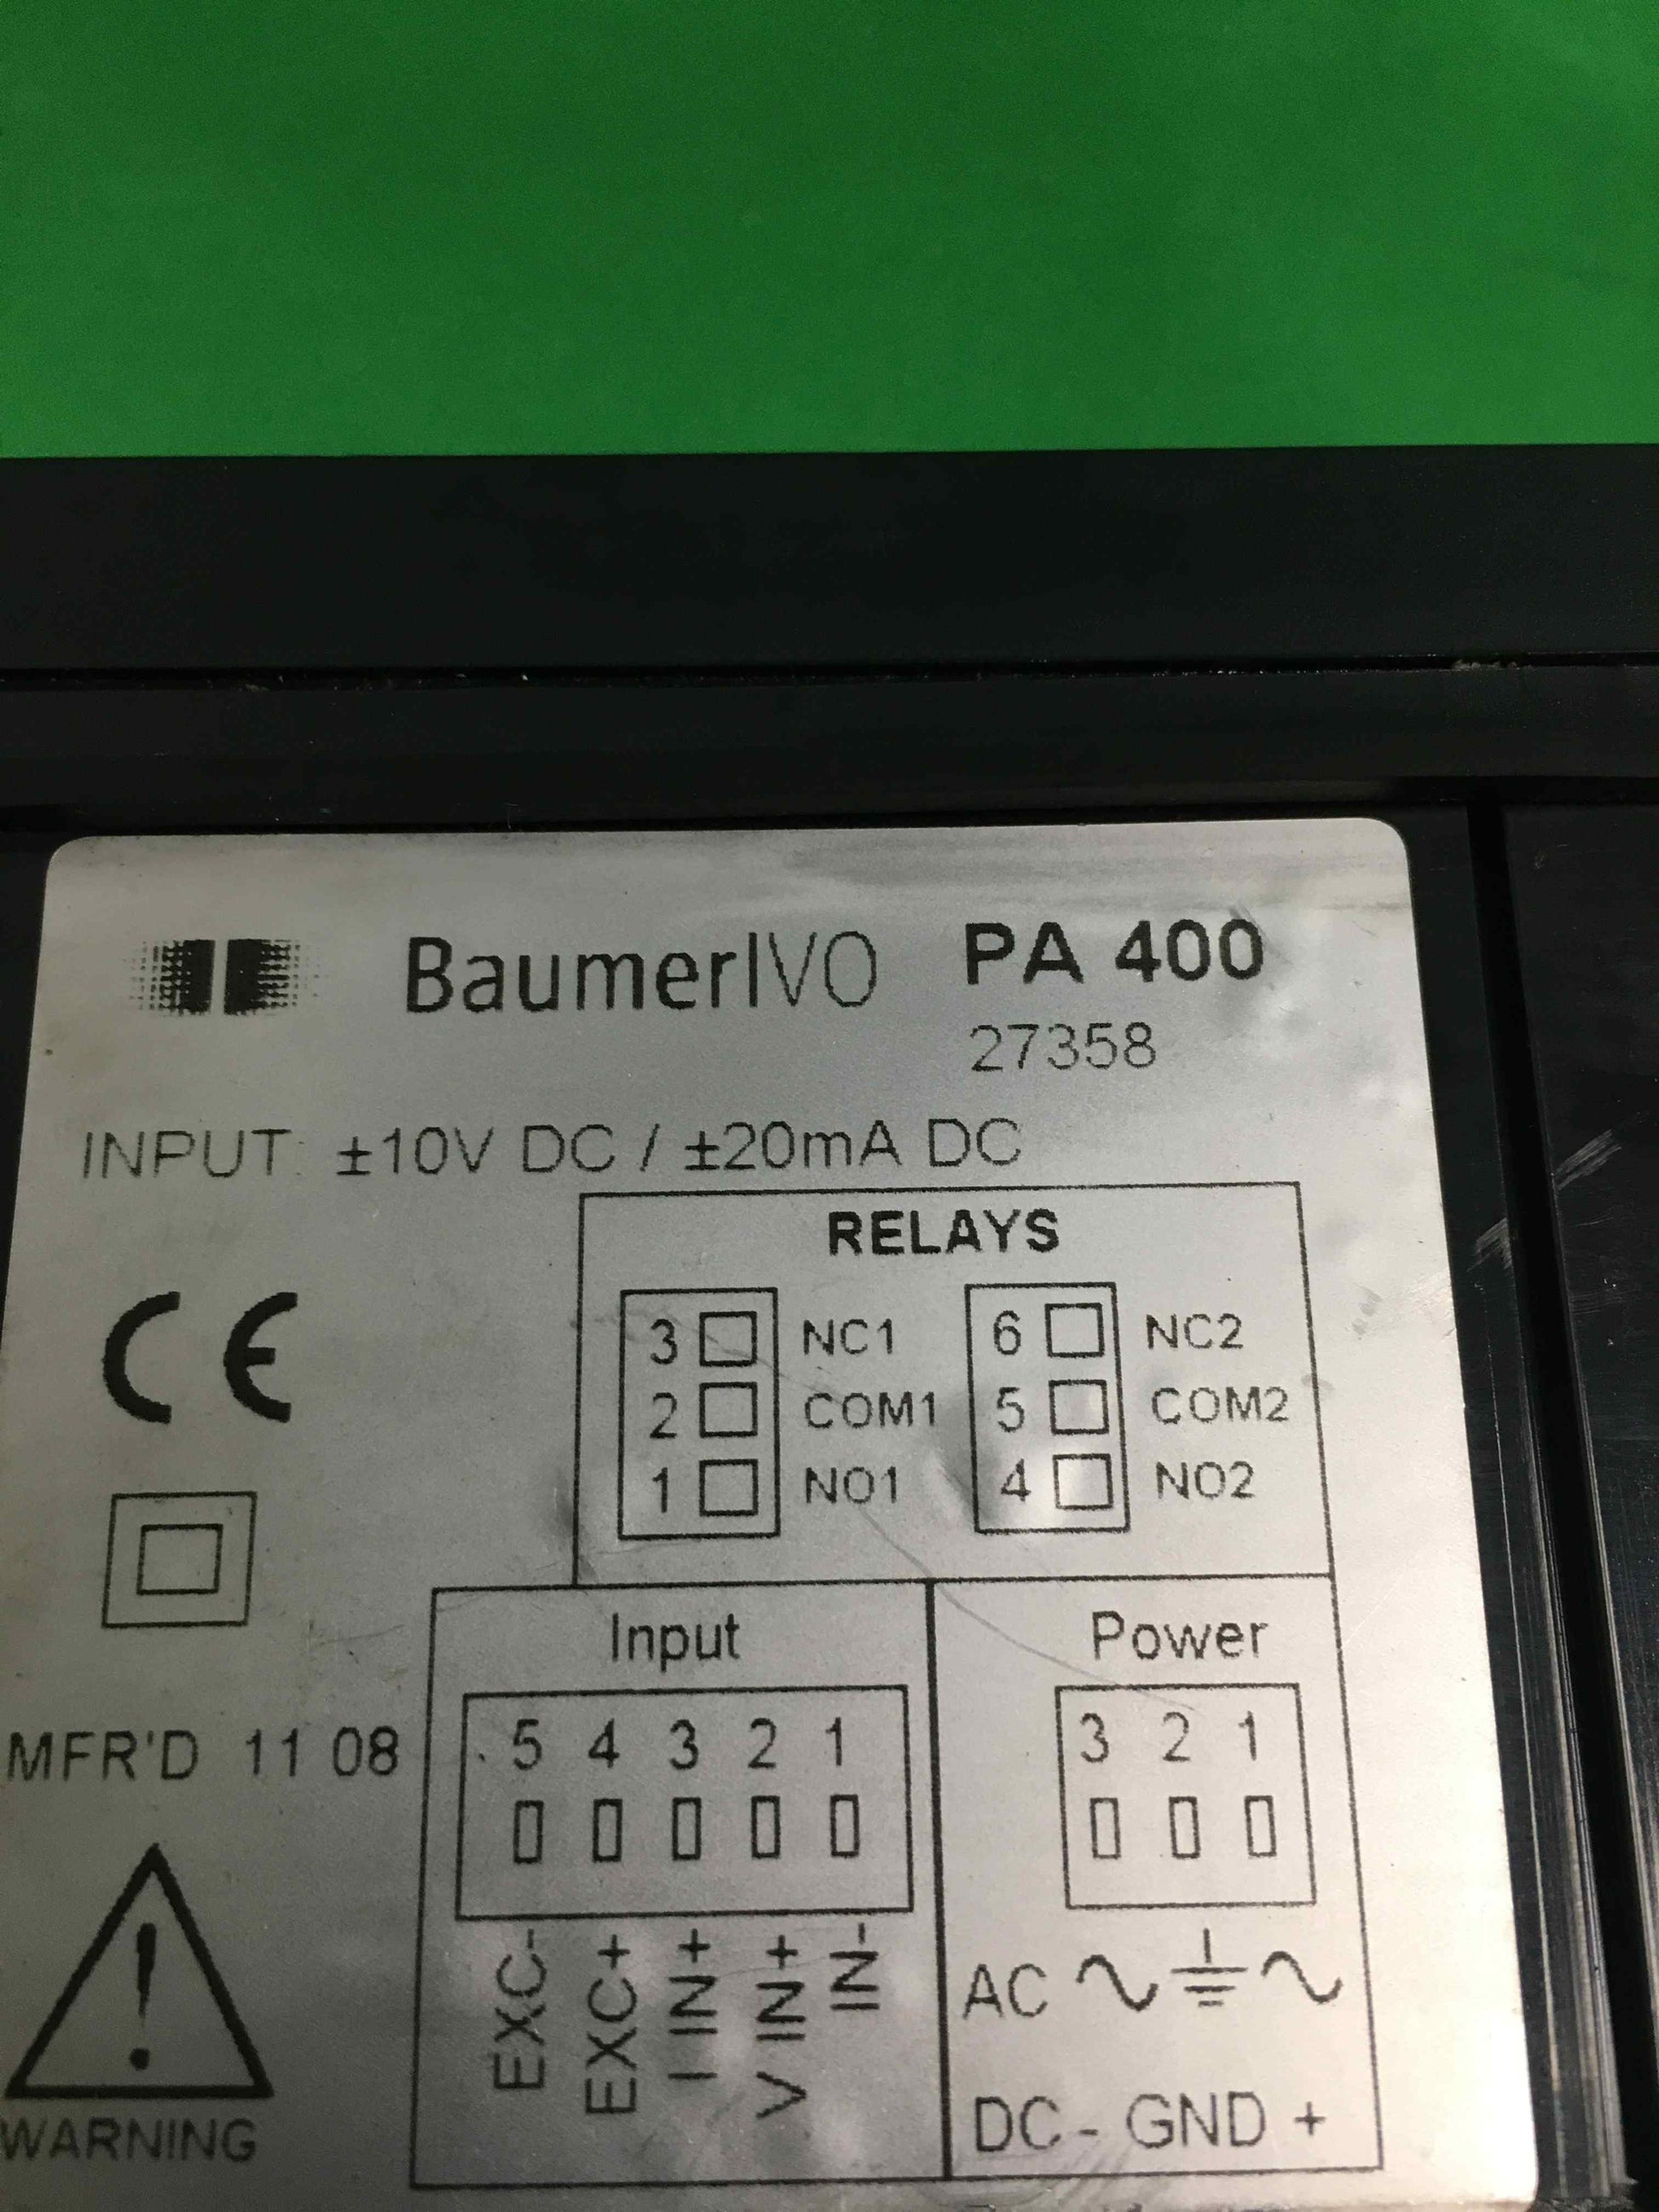 BaumerIVO PA 400
27358
INPUT: ±10V DC / ±20mA DC
CE
RELAYS
3 NC1 6 NC2
2 COM1 5 COM2
1 NO1 4 NO2
Input
5 4 3 2 1
EXC-
EXC+
I IN+
V IN+
IN-
Power
3 2 1
AC
DC - GND +
MFR'D 11 08
!
WARNING